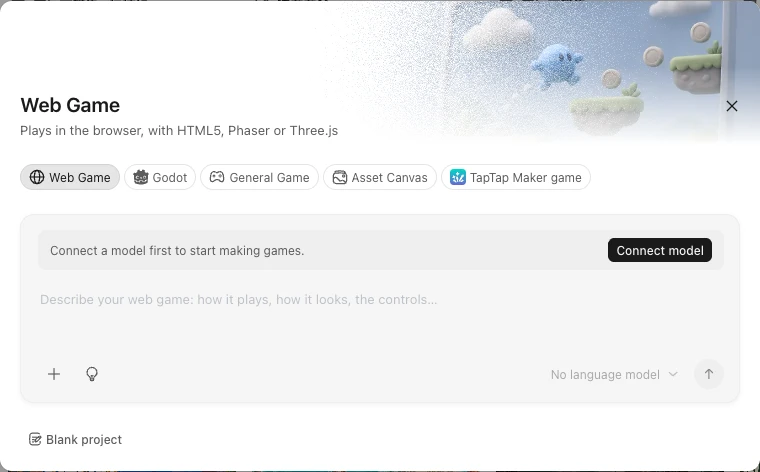 Web Game
Plays in the browser, with HTML5, Phaser or Three.js
Web Game
Godot
General Game
Asset Canvas
TapTap Maker game
Connect a model first to start making games.
Connect model
Describe your web game: how it plays, how it looks, the controls...
No language model
Blank project